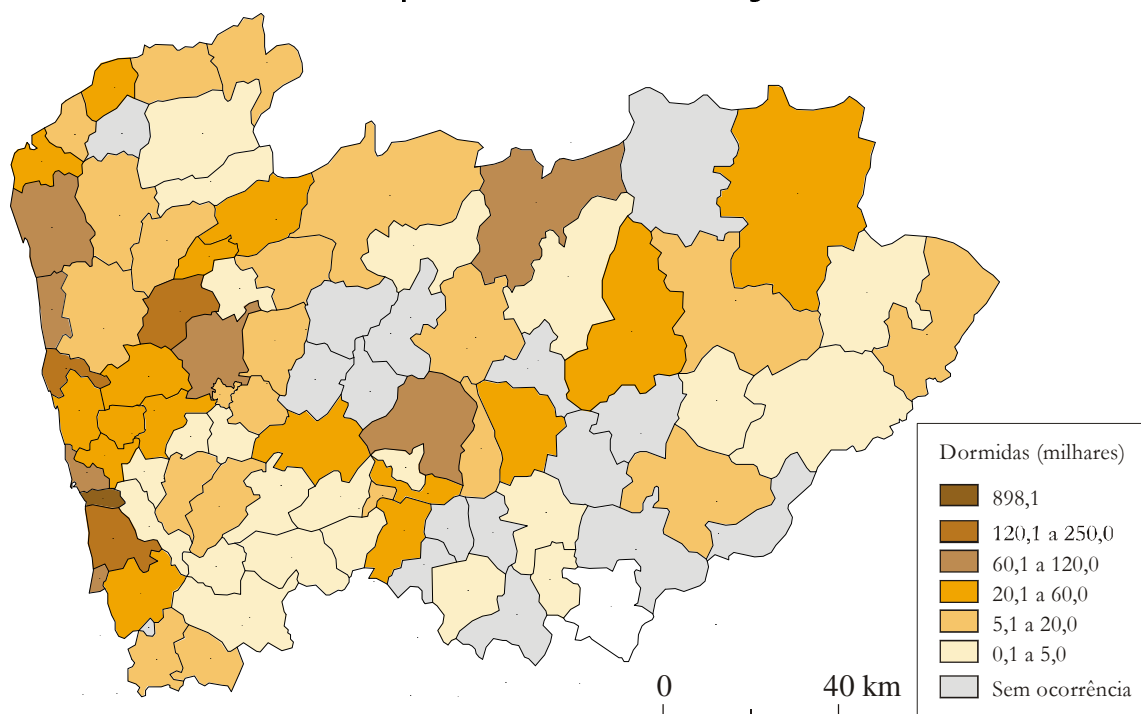 Dormidas (milhares)
898,1
120,1 a 250,0
60,1 a 120,0
20,1 a 60,0
5,1 a 20,0
0,1 a 5,0
Sem ocorrência
0 40 km